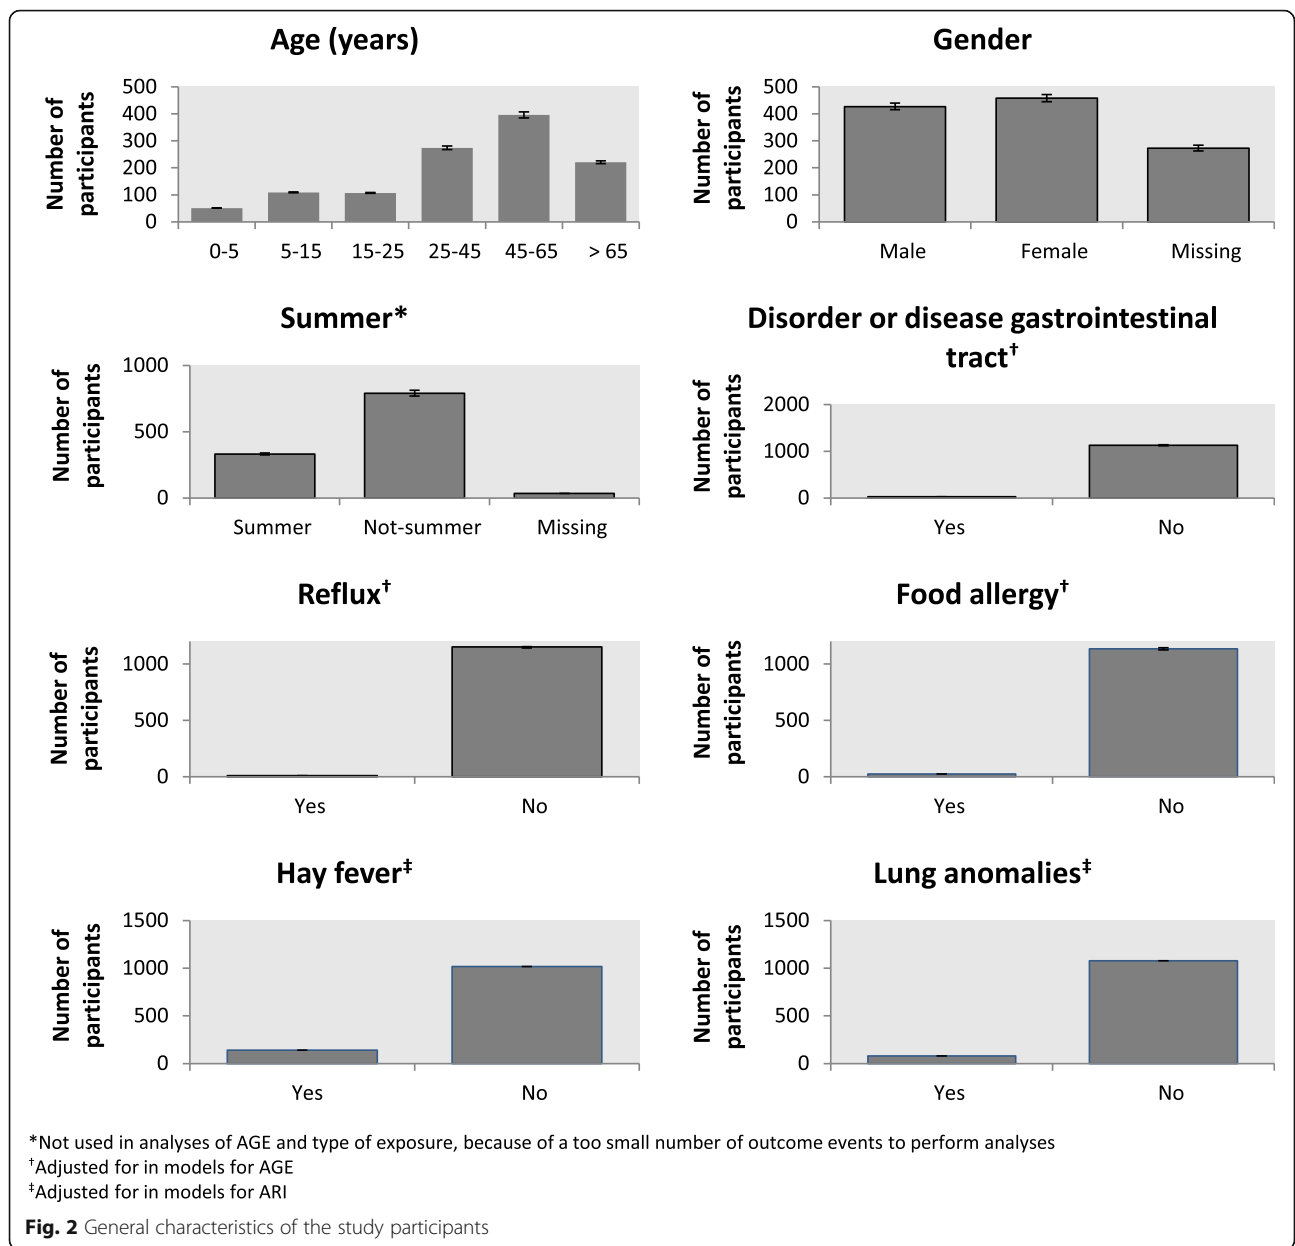 Age (years)
Number of
participants
500
400
300
200
100
0
0-5 5-15 15-25 25-45 45-65 > 65
Gender
Number of
participants
500
400
300
200
100
0
Male Female Missing
Summer*
Number of
participants
1000
500
0
Summer Not-summer Missing
Disorder or disease gastrointestinal
tract†
Number of
participants
2000
1000
0
Yes No
Reflux†
Number of
participants
1000
500
0
Yes No
Food allergy†
Number of
participants
1000
500
0
Yes No
Hay fever‡
Number of
participants
1500
1000
500
0
Yes No
Lung anomalies‡
Number of
participants
1500
1000
500
0
Yes No
*Not used in analyses of AGE and type of exposure, because of a too small number of outcome events to perform analyses
†Adjusted for in models for AGE
‡Adjusted for in models for ARI
Fig. 2 General characteristics of the study participants